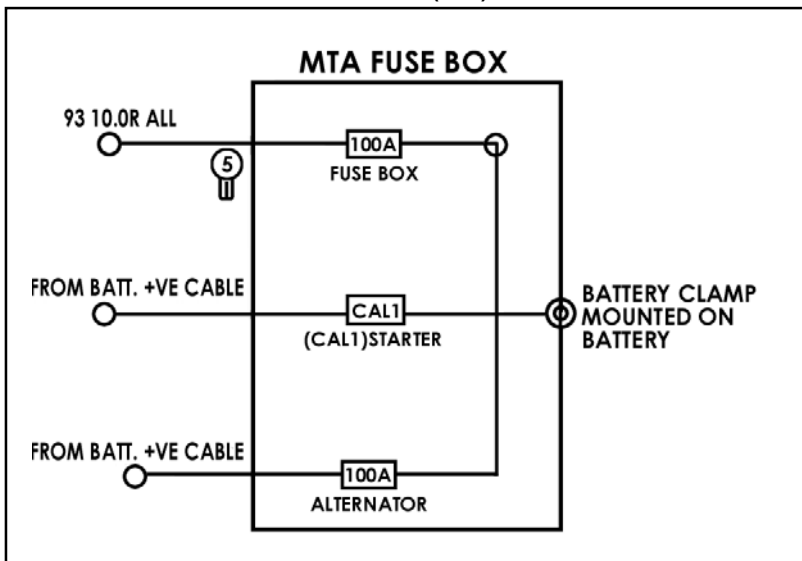 MTA FUSE BOX
93 10.0R ALL
100A
5
FUSE BOX
FROM BATT. +VE CABLE
CAL1
(CAL1)STARTER
BATTERY CLAMP
MOUNTED ON
BATTERY
FROM BATT. +VE CABLE
100A
ALTERNATOR